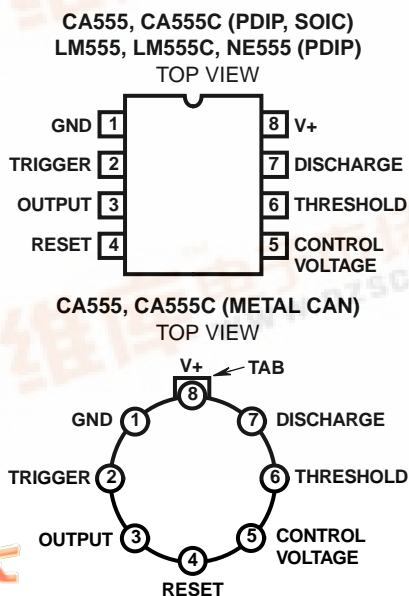 CA555, CA555C (PDIP, SOIC)
LM555, LM555C, NE555 (PDIP)
TOP VIEW
GND 1
8 V+
TRIGGER 2
7 DISCHARGE
OUTPUT 3
6 THRESHOLD
RESET 4
5 CONTROL
VOLTAGE
CA555, CA555C (METAL CAN)
TOP VIEW
V+
TAB
8
GND 1
7 DISCHARGE
TRIGGER 2
6 THRESHOLD
OUTPUT 3
5 CONTROL
VOLTAGE
4
RESET